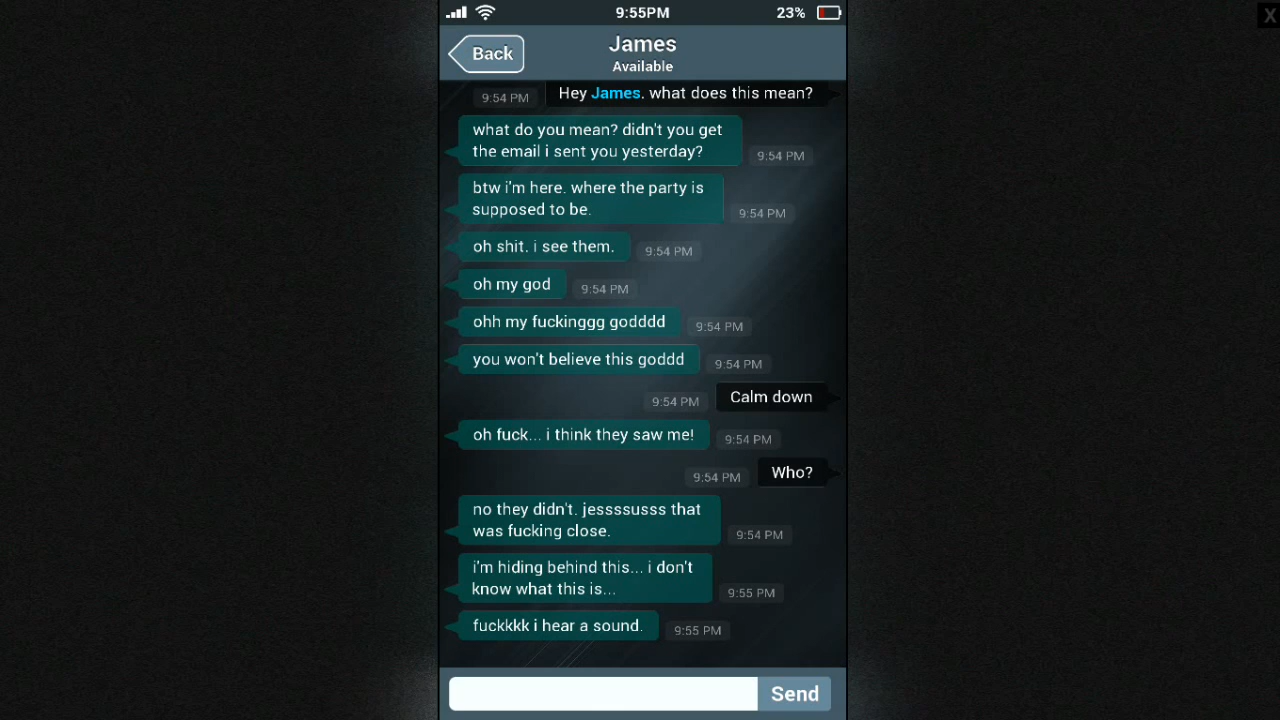 9:55PM
23%
X
Back
James
Available
9:54 PM
Hey James. what does this mean?
what do you mean? didn't you get
the email i sent you yesterday?
9:54 PM
btw i'm here. where the party is
supposed to be.
9:54 PM
oh shit. i see them.
9:54 PM
oh my god
9:54 PM
ohh my fuckinggg godddd
9:54 PM
you won't believe this goddd
9:54 PM
9:54 PM
Calm down
oh fuck... i think they saw me!
9:54 PM
9:54 PM
Who?
no they didn't. jessssusss that
was fucking close.
9:54 PM
i'm hiding behind this... i don't
know what this is...
9:55 PM
fuckkkk i hear a sound.
9:55 PM
Send